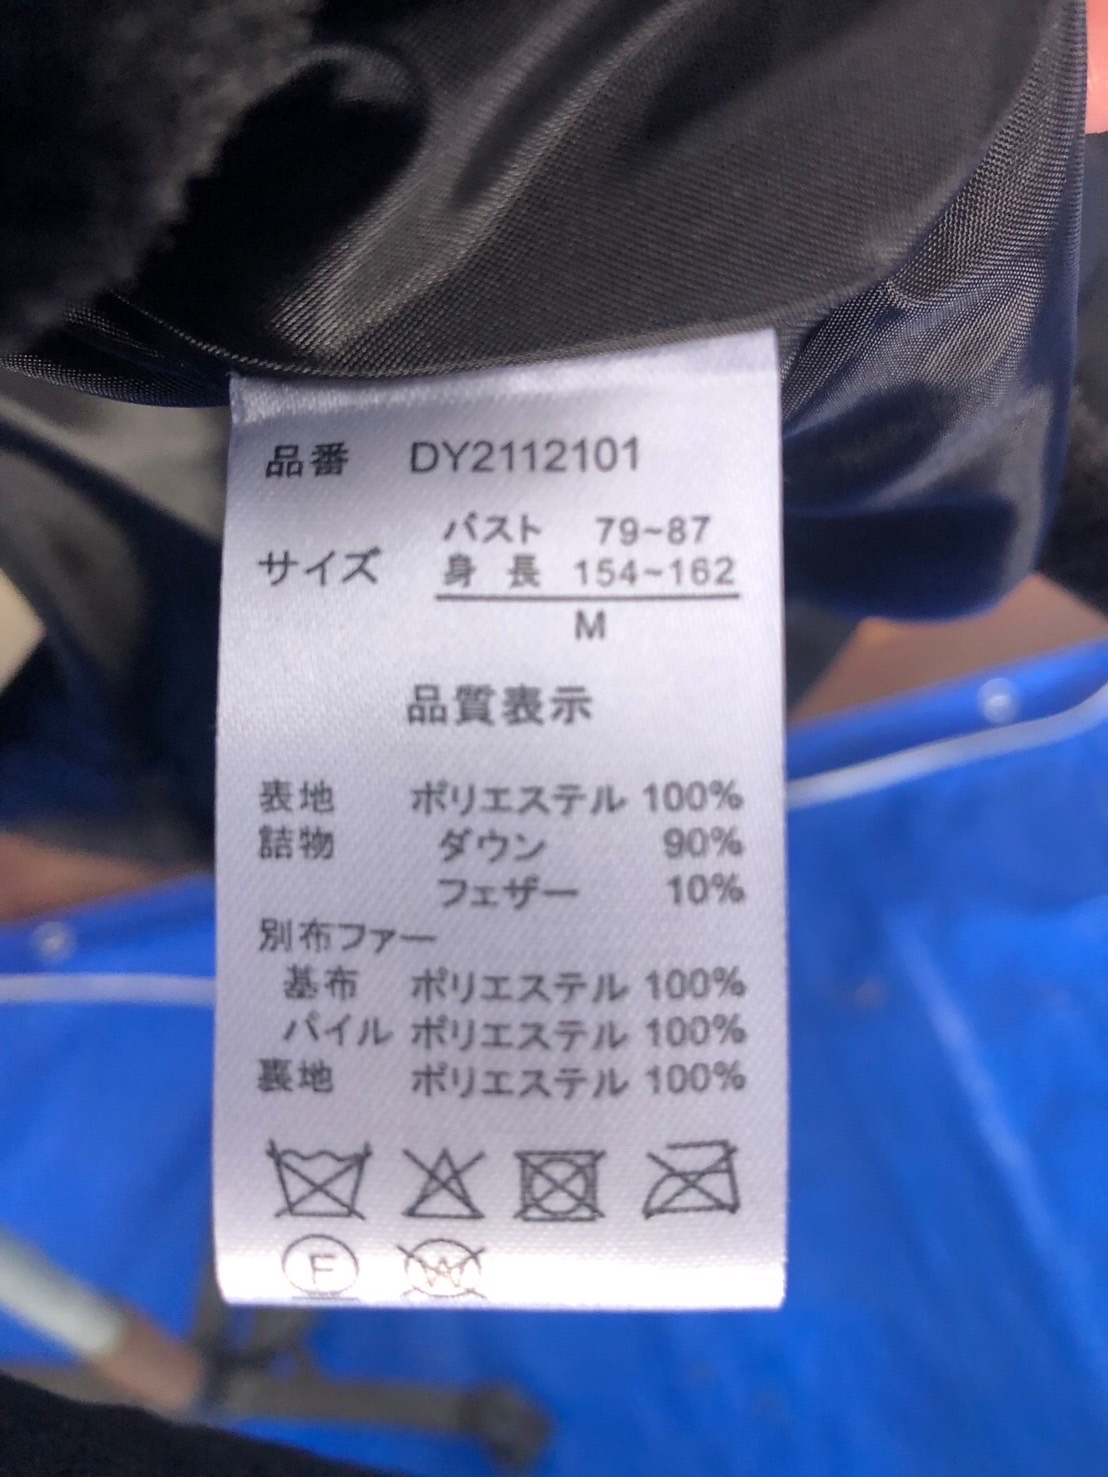 品番 DY2112101
サイズ バスト 79~87
身長 154~162
M
品質表示
表地 ポリエステル 100%
詰物 ダウン 90%
フェザー 10%
別布ファー
基布 ポリエステル 100%
パイル ポリエステル 100%
裏地 ポリエステル 100%
F W